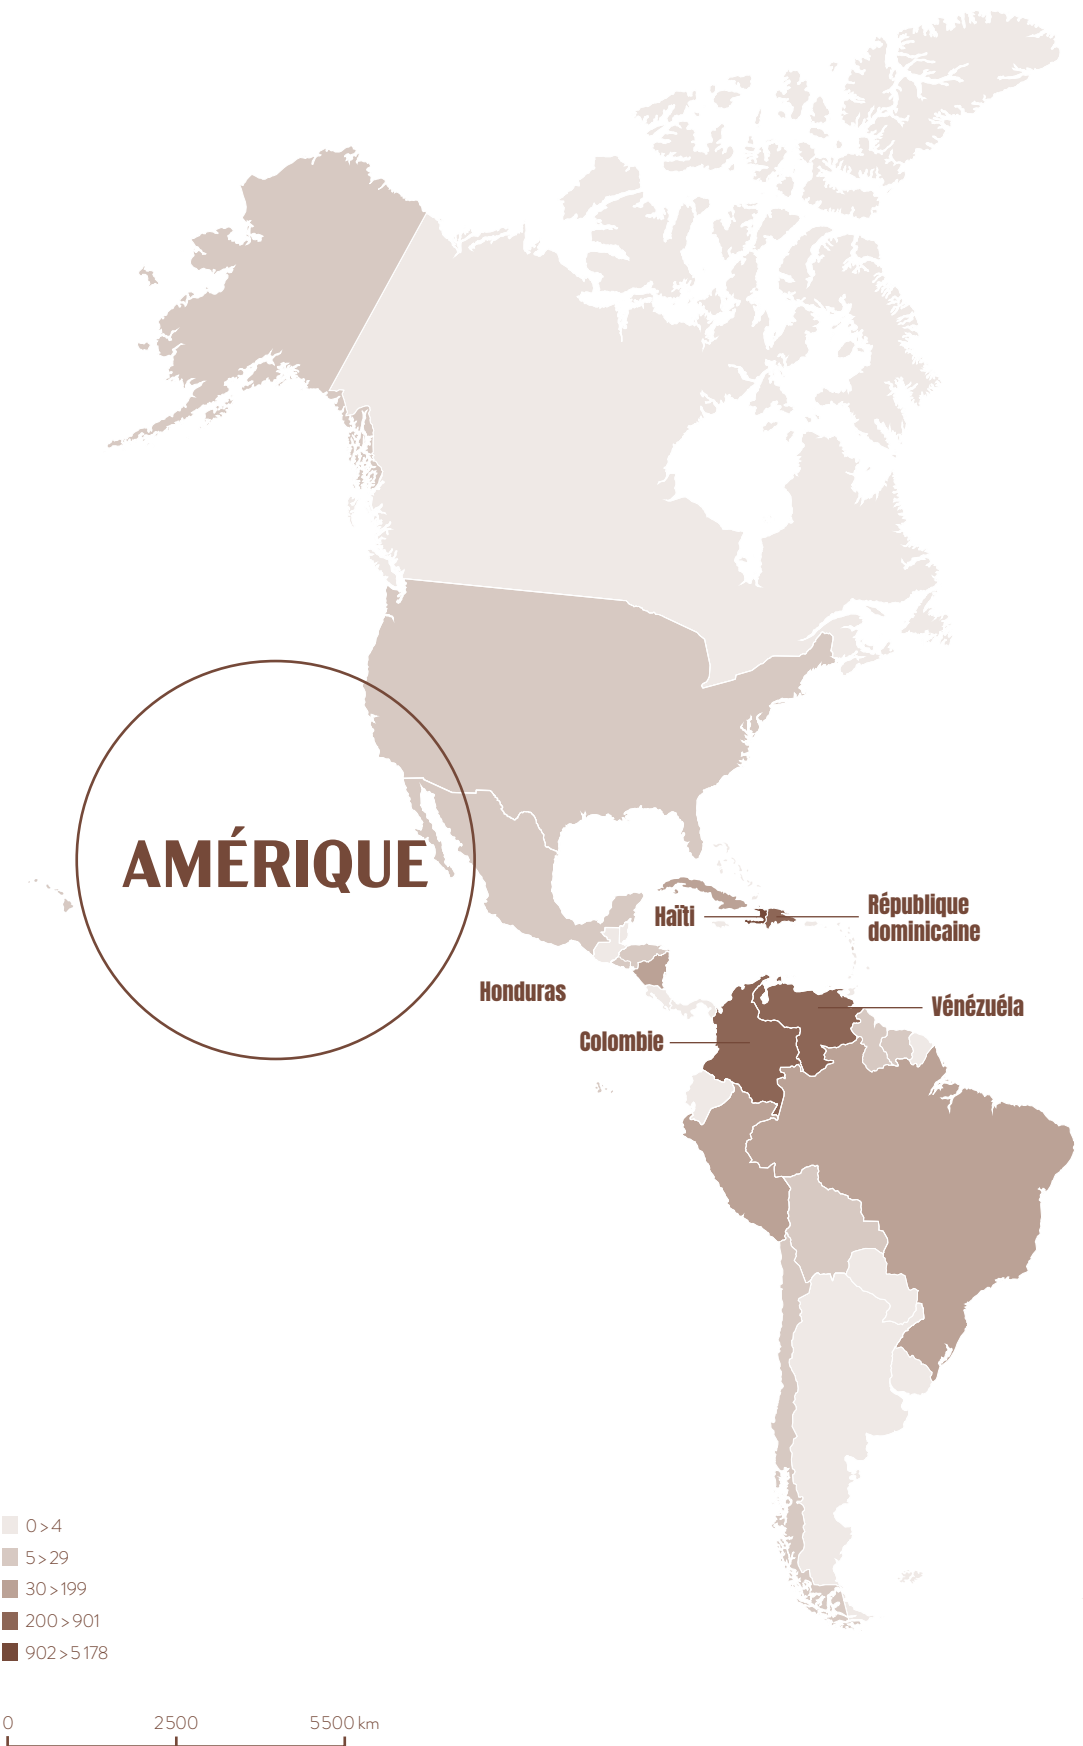 Haïti
République
dominicaine
AMÉRIQUE
Honduras
Vénézuéla
Colombie
0 > 4
5 > 29
30 > 199
200 > 901
902 > 5 178
0 2500 5500 km